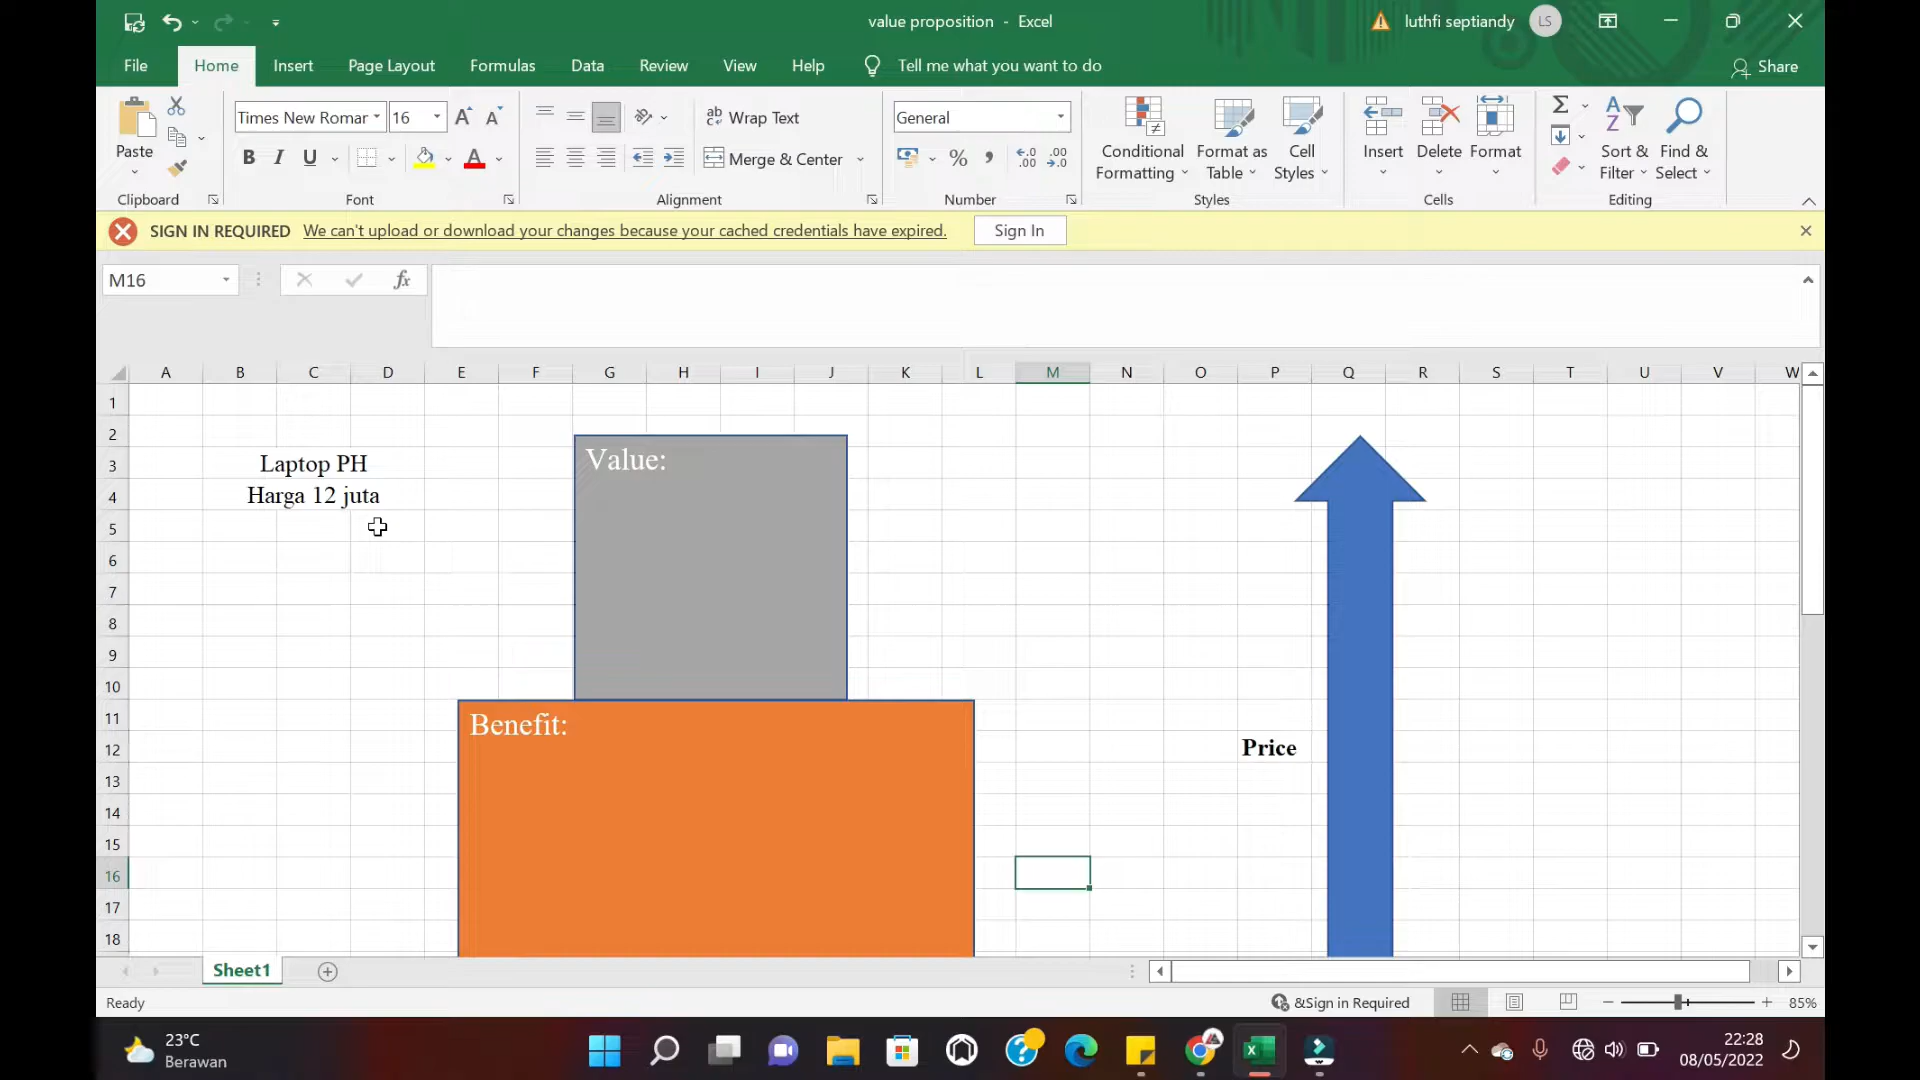 value proposition - Excel
luthfi septiandy
LS
File
Home
Insert
Page Layout
Formulas
Data
Review
View
Help
Tell me what you want to do
Share
Paste
Times New Romar
16
Wrap Text
General
Merge & Center
Conditional
Formatting
Format as
Table
Cell
Styles
Insert
Delete
Format
Sort &
Filter
Find &
Select
Clipboard
Font
Alignment
Number
Styles
Cells
Editing
SIGN IN REQUIRED We can't upload or download your changes because your cached credentials have expired.
Sign In
M16
fx
A B C D E F G H I J K L M N O P Q R S T U V W
1
2
3
4
5
6
7
8
9
10
11
12
13
14
15
16
17
18
Laptop PH
Harga 12 juta
Value:
Benefit:
Price
Sheet1
Ready
&Sign in Required
85%
23°C
Berawan
22:28
08/05/2022